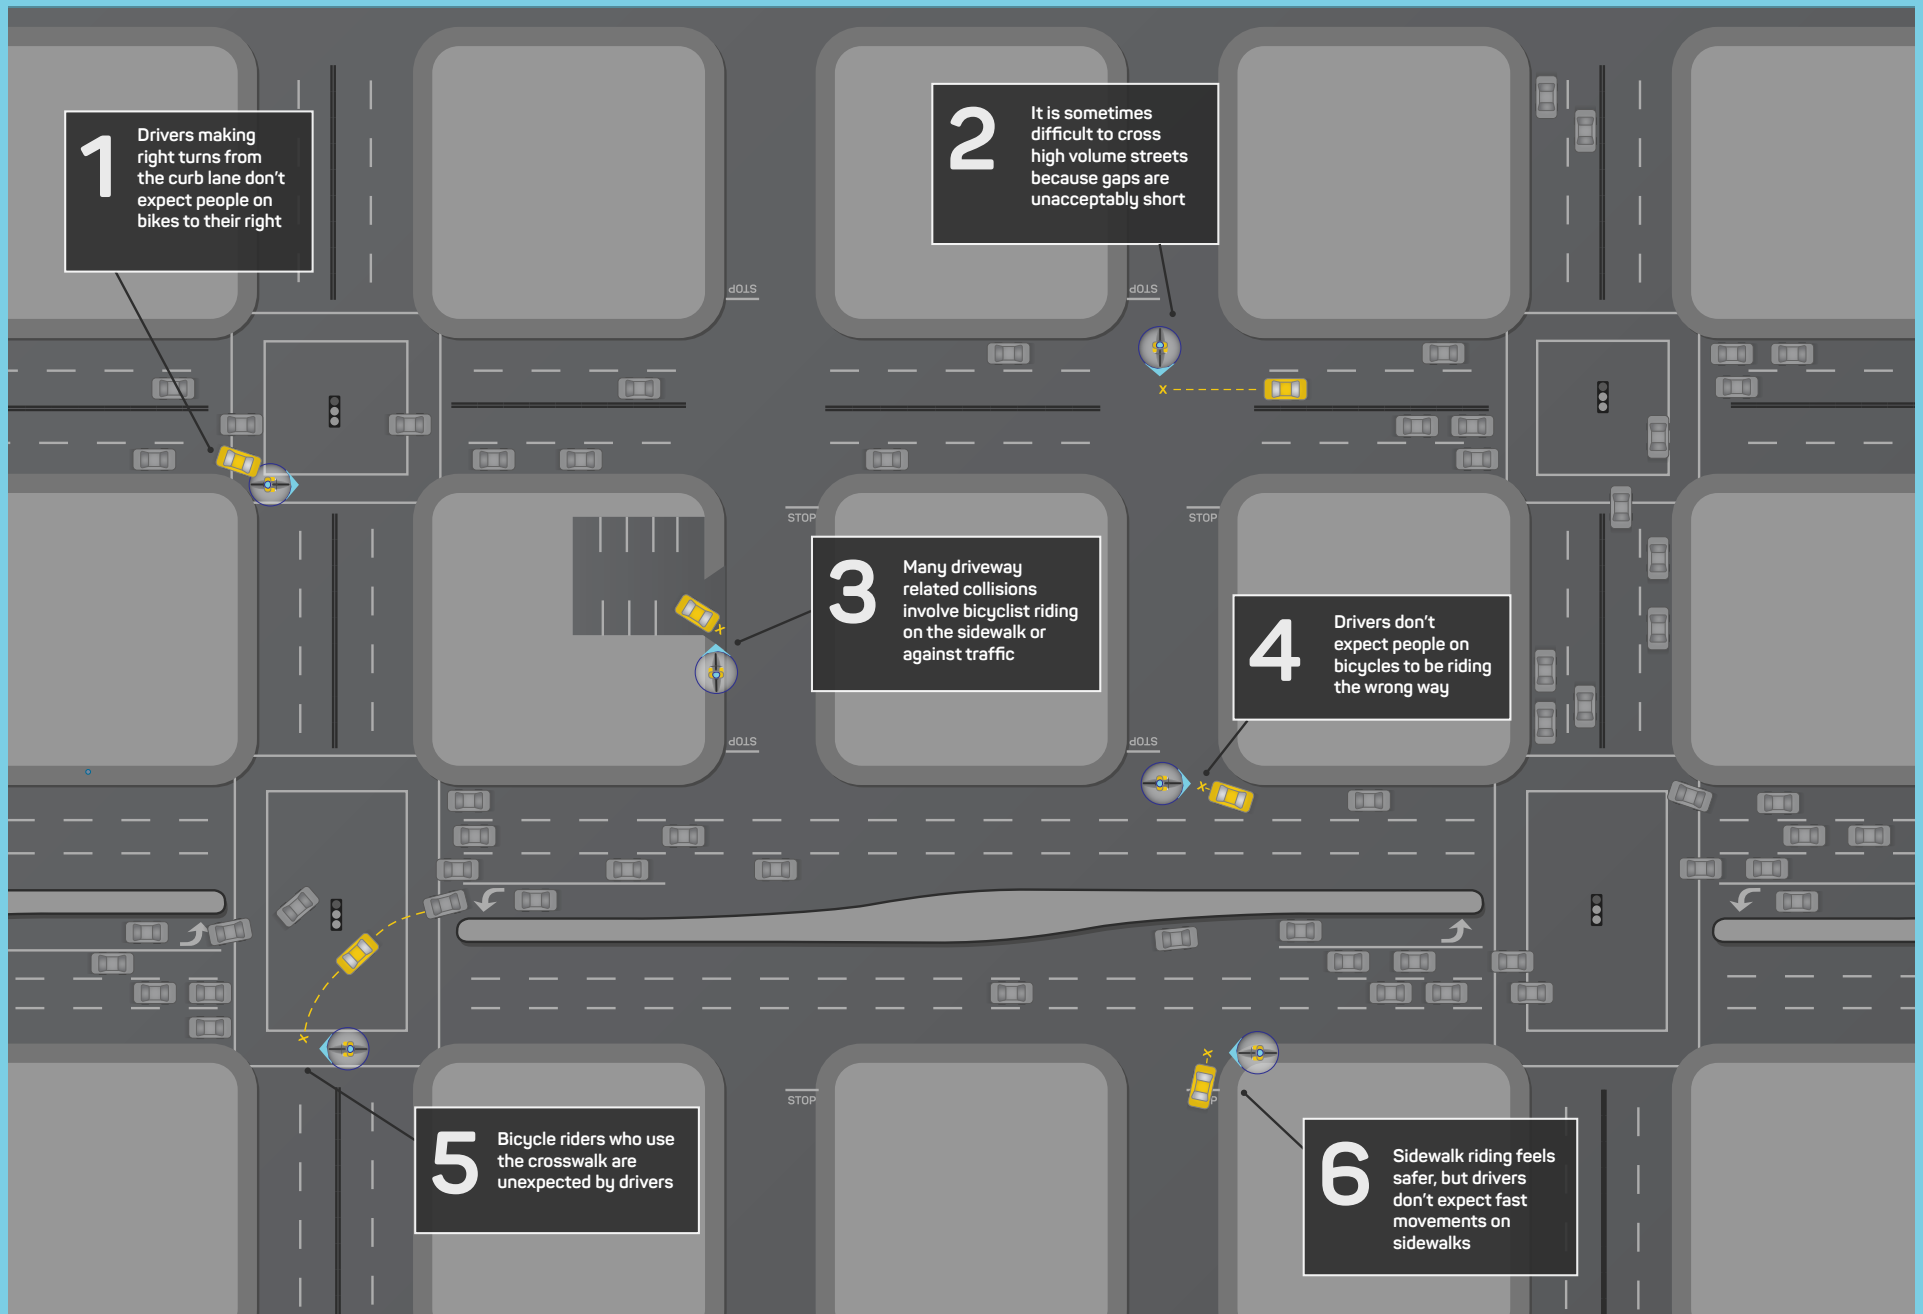 1
Drivers making
right turns from
the curb lane don't
expect people on
bikes to their right
2
It is sometimes
difficult to cross
high volume streets
because gaps are
unacceptably short
STOP
STOP
STOP
STOP
3
Many driveway
related collisions
involve bicyclist riding
on the sidewalk or
against traffic
4
Drivers don't
expect people on
bicycles to be riding
the wrong way
STOP
STOP
STOP
5
Bicycle riders who use
the crosswalk are
unexpected by drivers
6
Sidewalk riding feels
safer, but drivers
don't expect fast
movements on
sidewalks